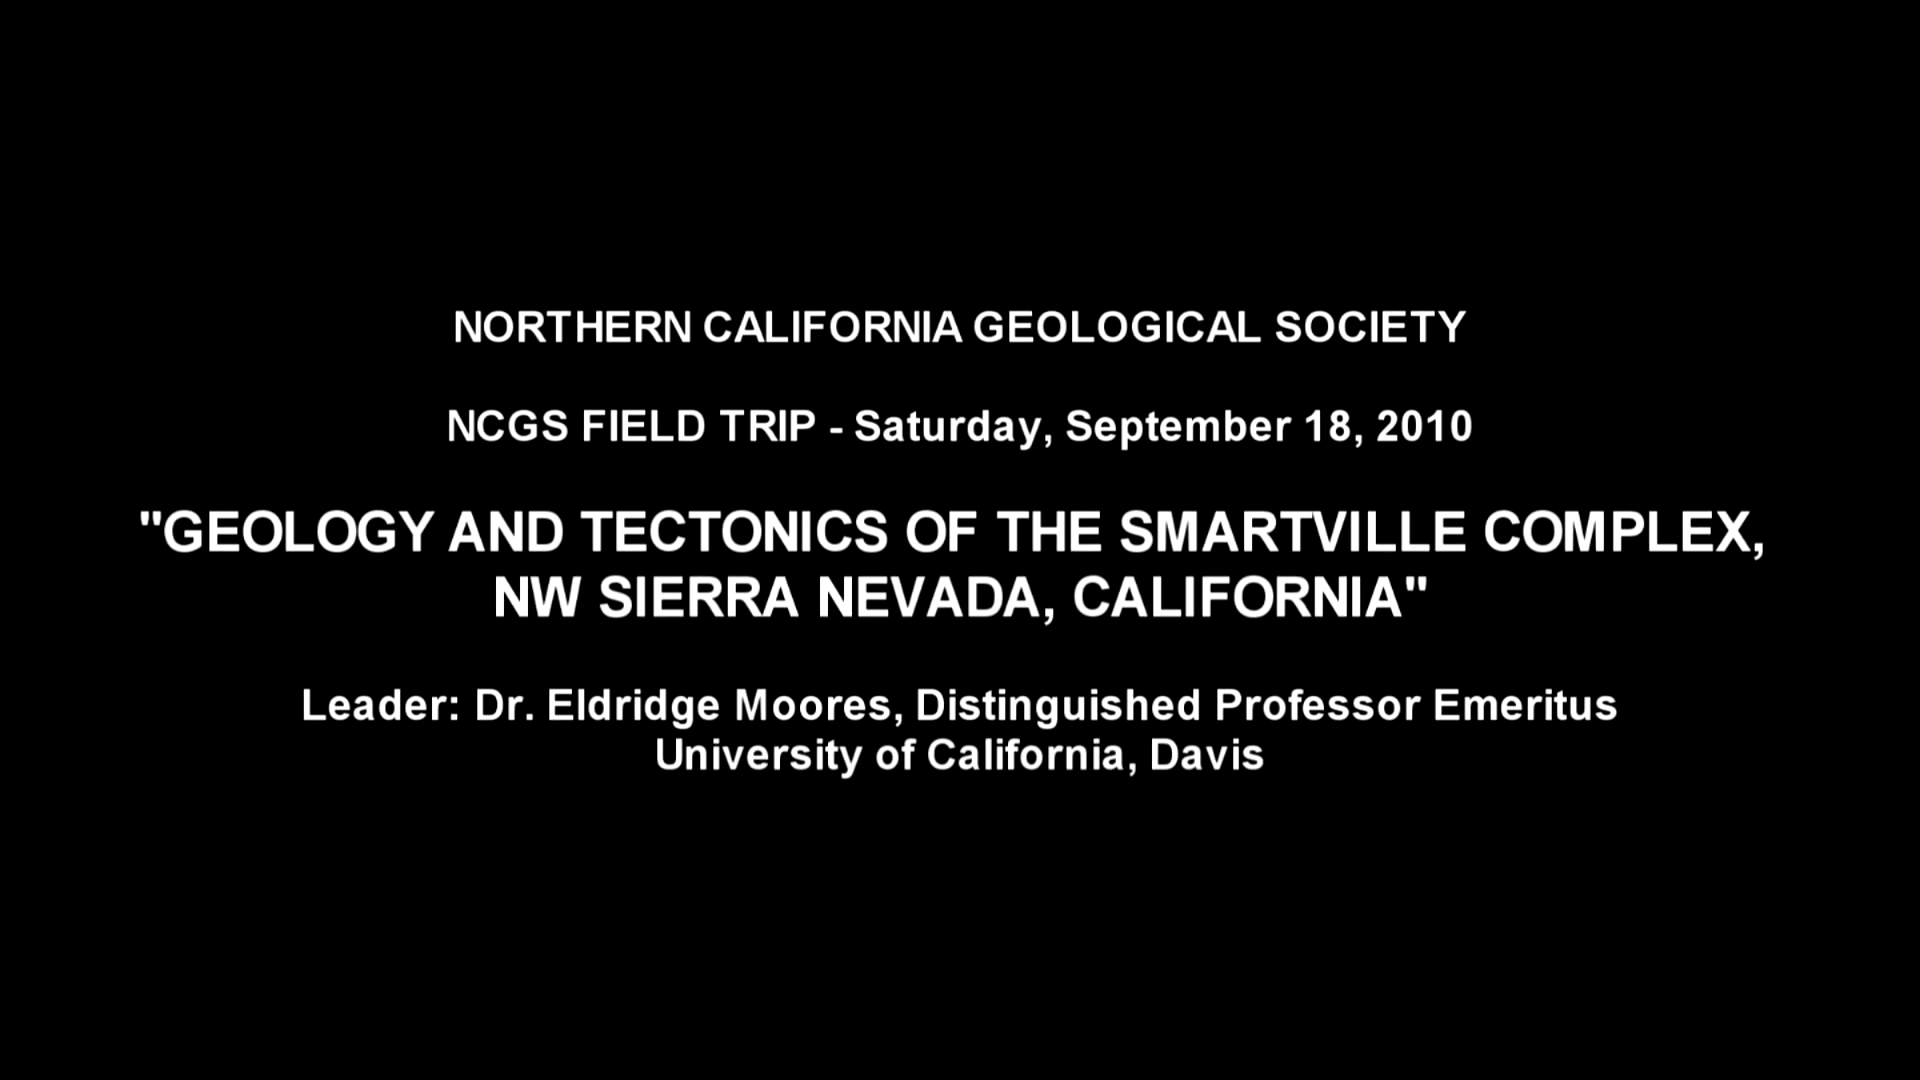 NORTHERN CALIFORNIA GEOLOGICAL SOCIETY
NCGS FIELD TRIP - Saturday, September 18, 2010
"GEOLOGY AND TECTONICS OF THE SMARTVILLE COMPLEX,
NW SIERRA NEVADA, CALIFORNIA"
Leader: Dr. Eldridge Moores, Distinguished Professor Emeritus
University of California, Davis